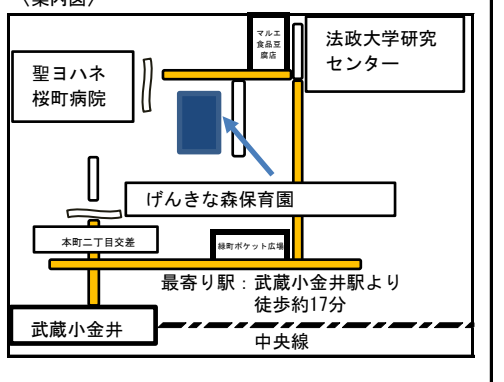 （案内図）
マルエ
食品豆
腐店
法政大学研究
センター
聖ヨハネ
桜町病院
げんきな森保育園
本町二丁目交差
緑町ポケット広場
最寄り駅：武蔵小金井駅より
徒歩約17分
武蔵小金井
中央線